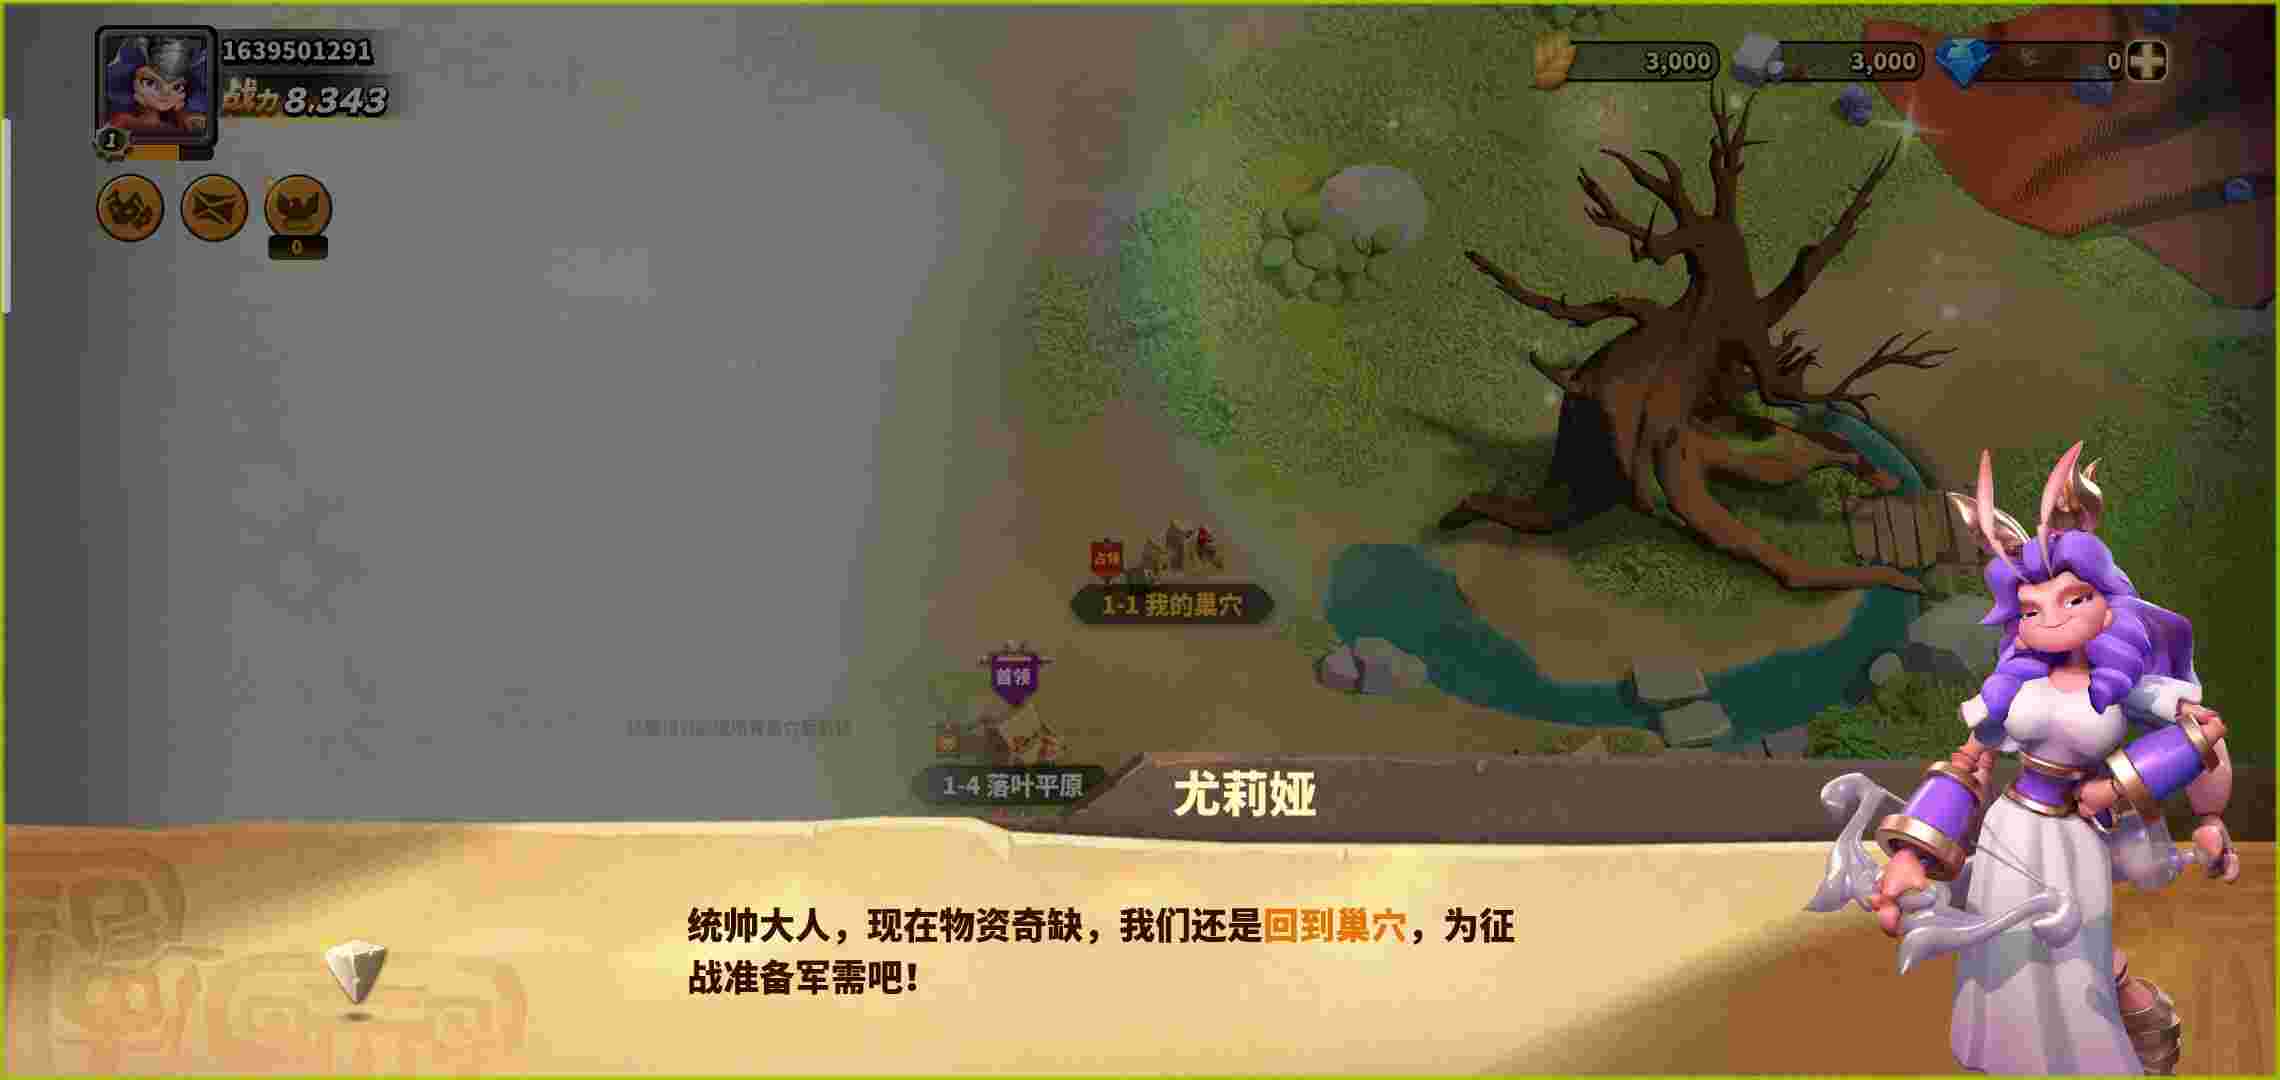 1639501291
战力 8,343
1
0
3,000
3,000
0
占领
1-1 我的巢穴
首领
1-4 落叶平原
尤莉娅
统帅大人，现在物资奇缺，我们还是回到巢穴，为征
战准备军需吧！